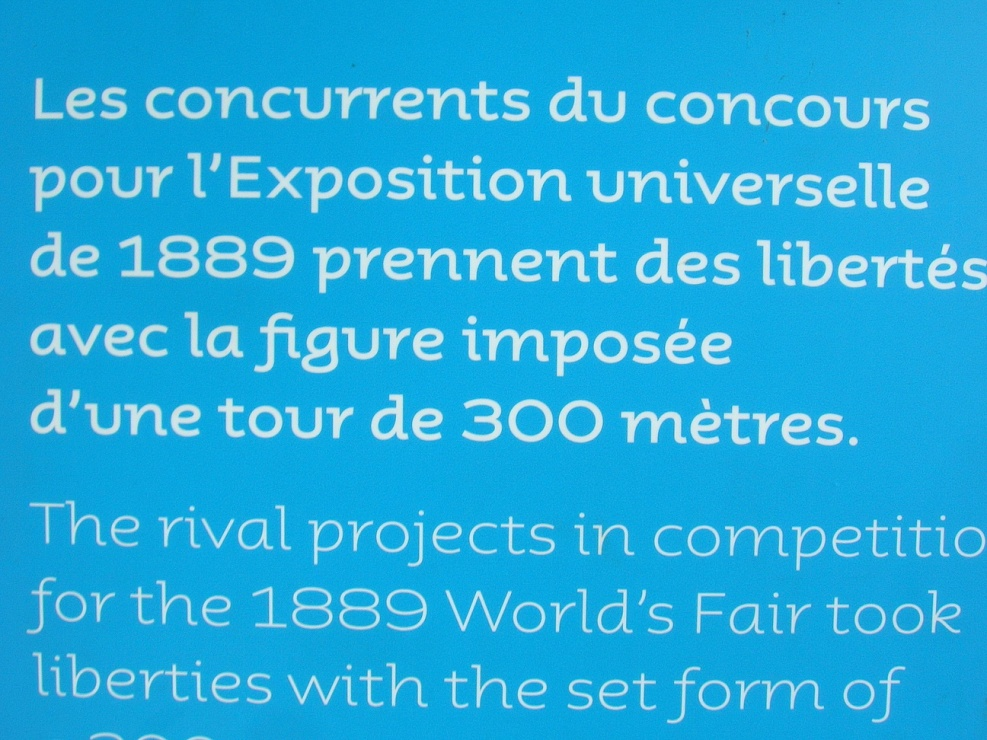 Les concurrents du concours
pour l'Exposition universelle
de 1889 prennent des libertés
avec la figure imposée
d'une tour de 300 mètres.
The rival projects in competitio
for the 1889 World's Fair took
liberties with the set form of